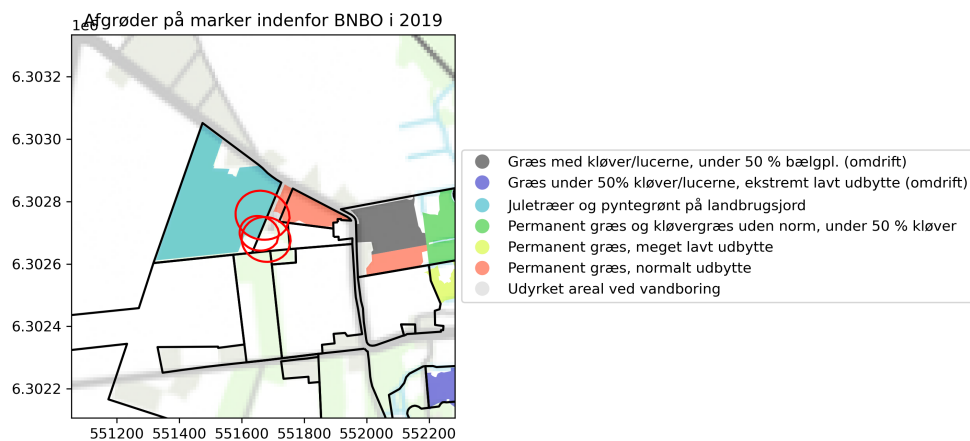 Afgrøder på marker indenfor BNBO i 2019
1e6
6.3032
6.3030
6.3028
6.3026
6.3024
6.3022
551200 551400 551600 551800 552000 552200
Græs med kløver/lucerne, under 50 % bælgpl. (omdrift)
Græs under 50% kløver/lucerne, ekstremt lavt udbytte (omdrift)
Juletræer og pyntegrønt på landbrugsjord
Permanent græs og kløvergræs uden norm, under 50 % kløver
Permanent græs, meget lavt udbytte
Permanent græs, normalt udbytte
Udyrket areal ved vandboring